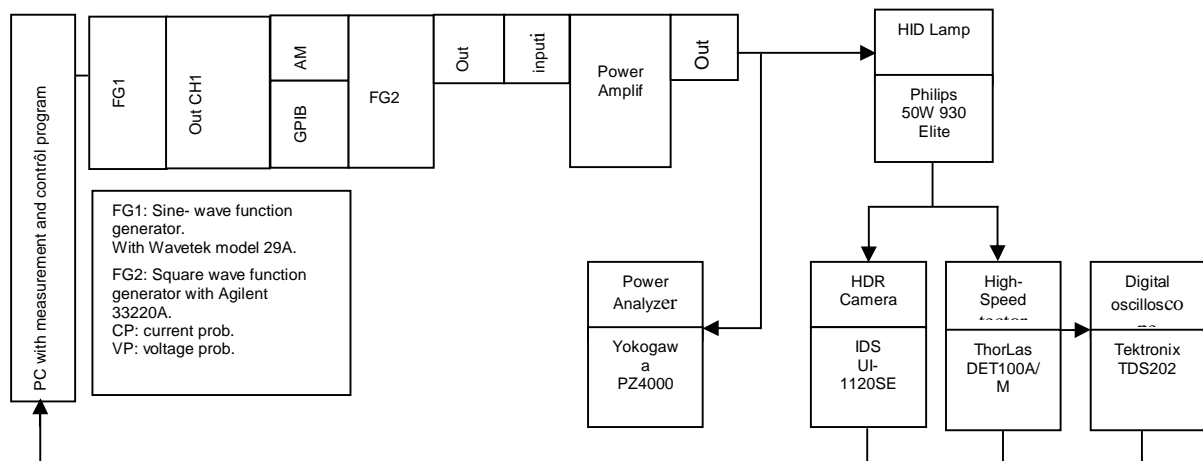 PC with measurement and contrôl program
FG1
Out CH1
AM
GPIB
FG2
Out
inputi
Power
Amplif
Out
HID Lamp
Philips
50W 930
Elite
FG1: Sine- wave function
generator.
With Wavetek model 29A.
FG2: Square wave function
generator with Agilent
33220A.
CP: current prob.
VP: voltage prob.
Power
Analyzer
Yokogaw
a
PZ4000
HDR
Camera
IDS
UI-
1120SE
High-
Speed
ThorLas
DET100A/
M
Digital
oscillosco
Tektronix
TDS202